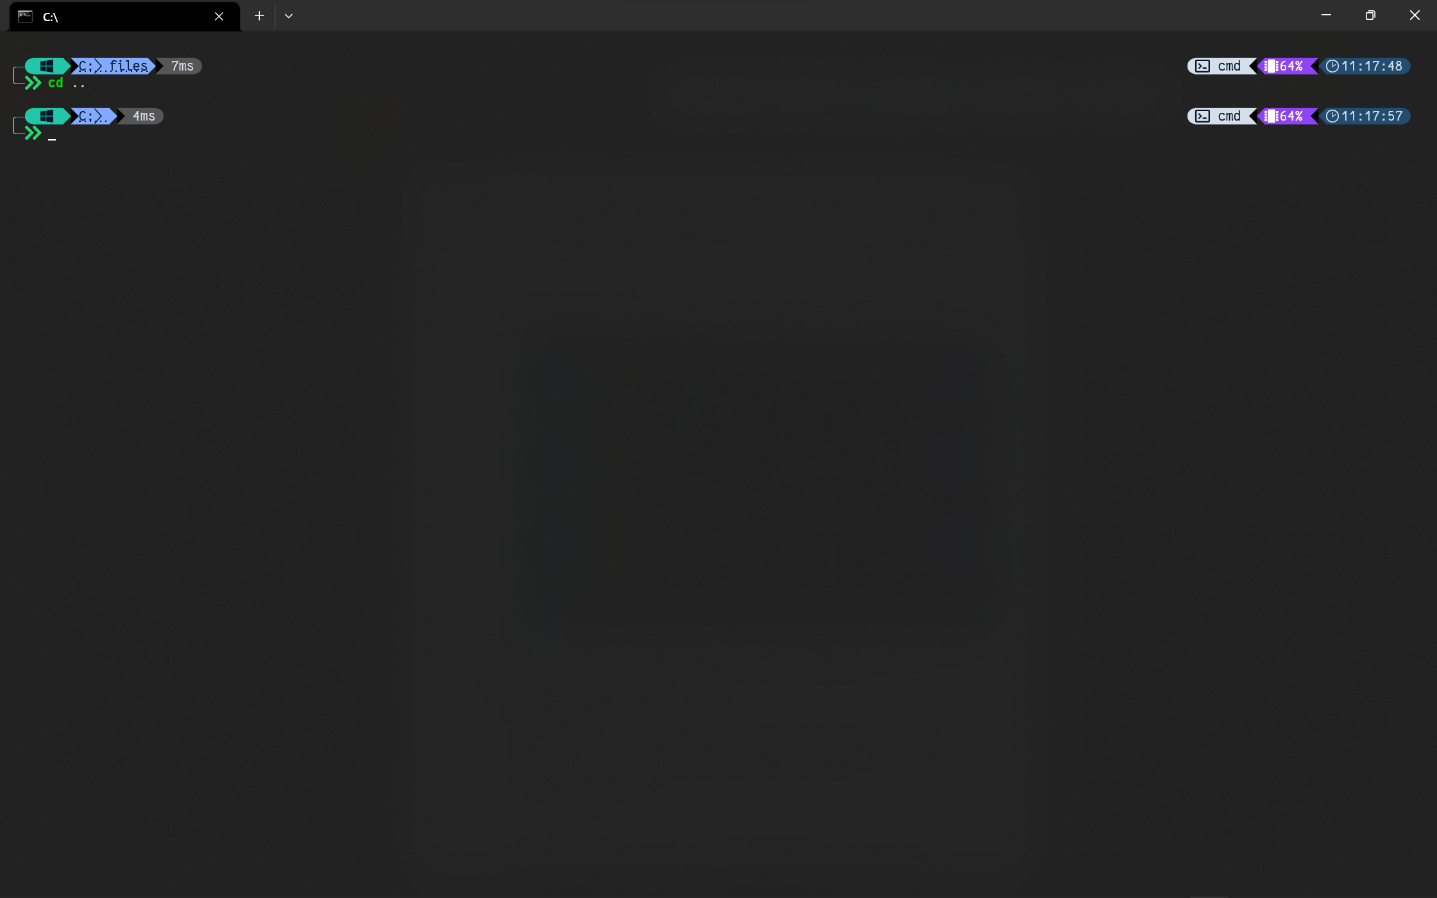 C:\
C:〉 files 7ms cmd 64% 11:17:48
cd ..
C:〉 4ms cmd 64% 11:17:57
_